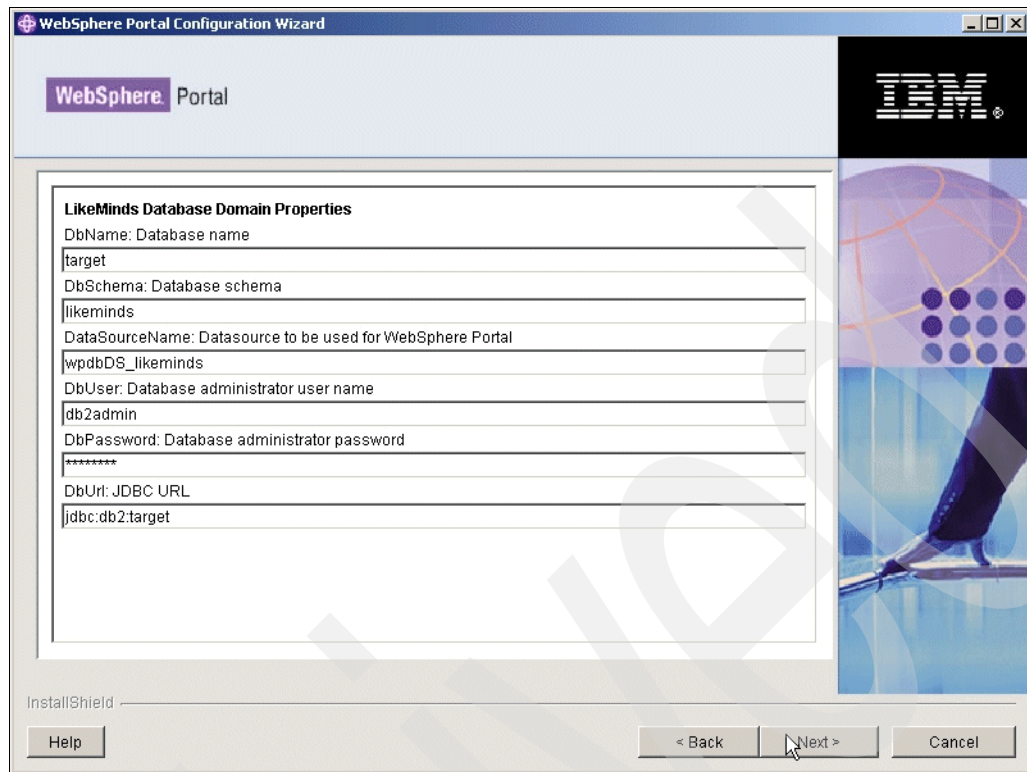 WebSphere Portal Configuration Wizard
WebSphere. Portal
IBM®
LikeMinds Database Domain Properties
DbName: Database name
target
DbSchema: Database schema
likeminds
DataSourceName: Datasource to be used for WebSphere Portal
wpdbDS_likeminds
DbUser: Database administrator user name
db2admin
DbPassword: Database administrator password
********
DbUrl: JDBC URL
jdbc:db2:target
InstallShield
Help
< Back
Next >
Cancel